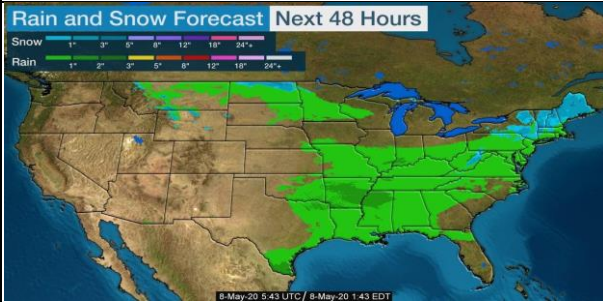 Rain and Snow Forecast Next 48 Hours
Snow 1" 3" 5" 8" 12" 18" 24"+
Rain 1" 2" 3" 5" 8" 12" 18" 24"+
8-May-20 5:43 UTC / 8-May-20 1:43 EDT